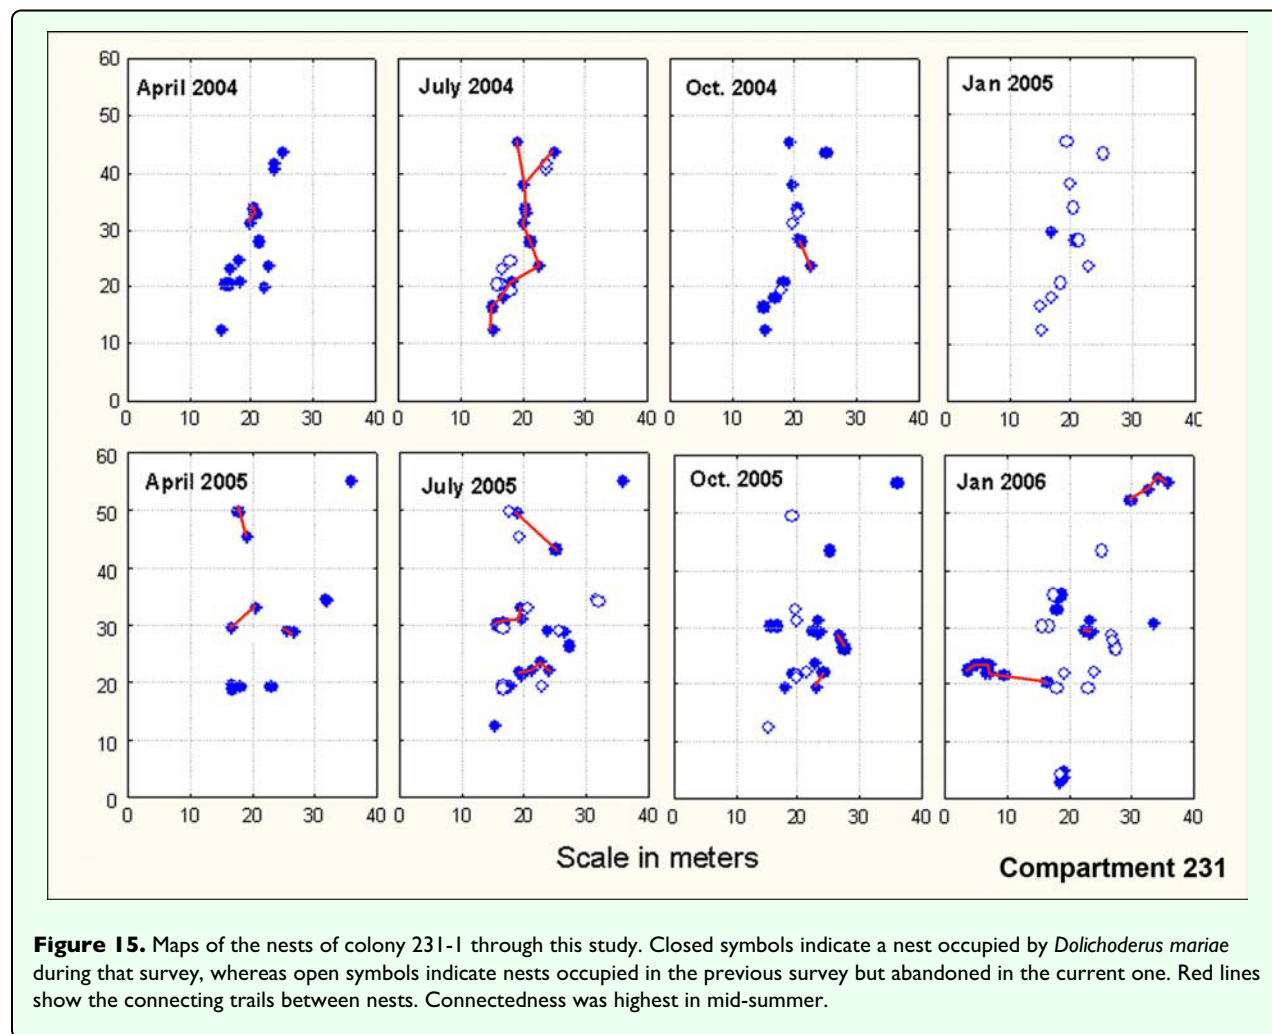 April 2004
July 2004
Oct. 2004
Jan 2005
60
50
40
30
20
10
0
0 10 20 30 40 0 10 20 30 40 0 10 20 30 40 0 10 20 30 40
April 2005
July 2005
Oct. 2005
Jan 2006
60
50
40
30
20
10
0
0 10 20 30 40 0 10 20 30 40 0 10 20 30 40 0 10 20 30 40
Scale in meters
Compartment 231
Figure 15. Maps of the nests of colony 231-1 through this study. Closed symbols indicate a nest occupied by Dolichoderus mariae
during that survey, whereas open symbols indicate nests occupied in the previous survey but abandoned in the current one. Red lines
show the connecting trails between nests. Connectedness was highest in mid-summer.